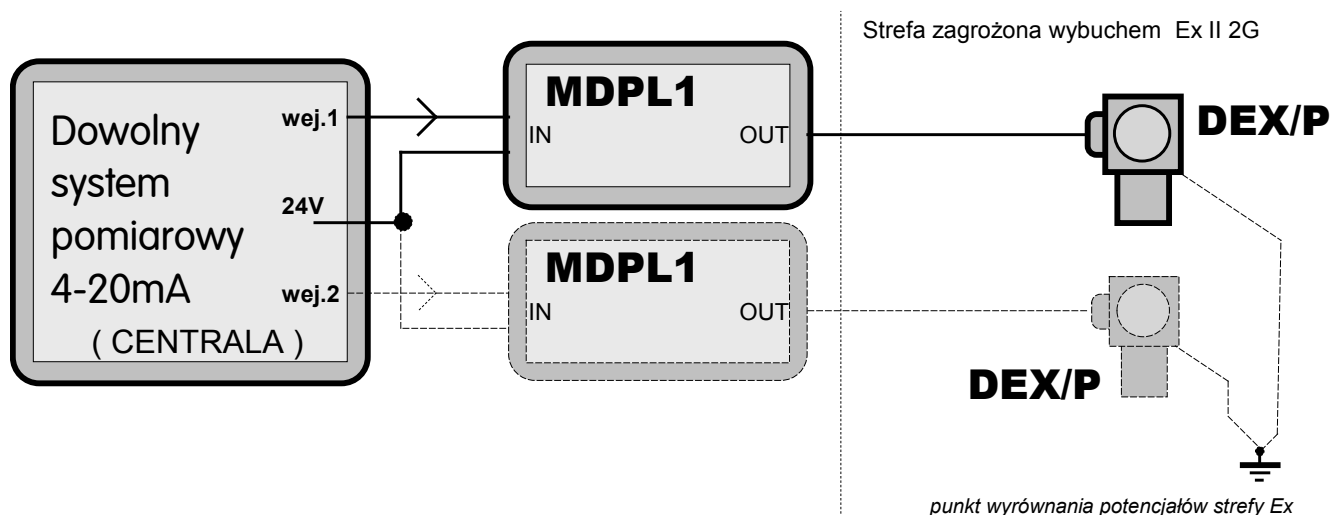 Strefa zagrożona wybuchem Ex II 2G
Dowolny
system
pomiarowy
4-20mA
( CENTRALA )
wej.1
24V
wej.2
MDPL1
IN
OUT
DEX/P
MDPL1
IN
OUT
DEX/P
punkt wyrównania potencjałów strefy Ex